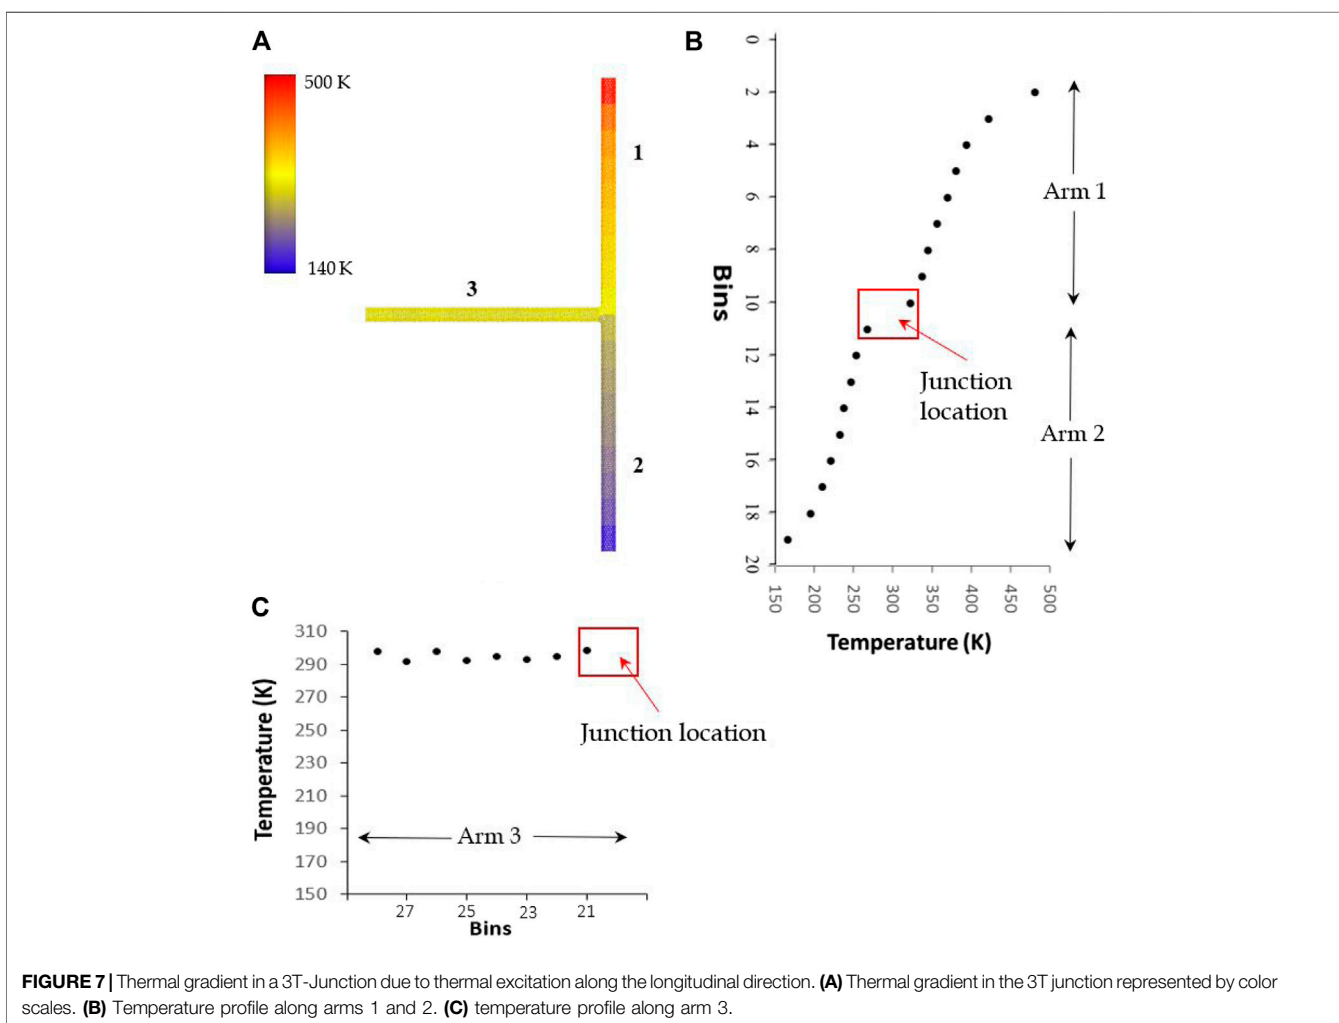 A
500 K
140 K
1
3
2
B
0
2
4
6
8
10
12
14
16
18
20
Bins
Arm 1
Junction
location
Arm 2
150
200
250
300
350
400
450
500
Temperature (K)
C
310
290
270
250
230
210
190
170
150
Temperature (K)
Junction location
Arm 3
27
25
23
21
Bins
FIGURE 7 | Thermal gradient in a 3T-Junction due to thermal excitation along the longitudinal direction. (A) Thermal gradient in the 3T junction represented by color
scales. (B) Temperature profile along arms 1 and 2. (C) temperature profile along arm 3.